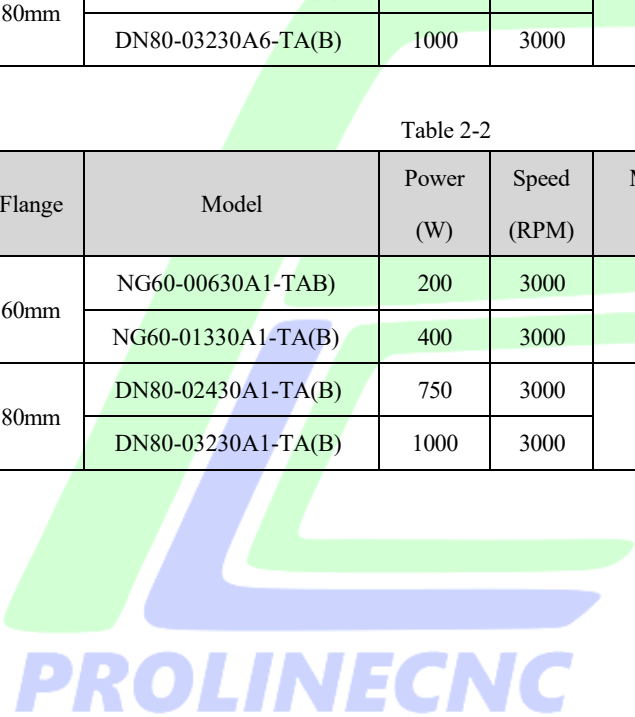 80mm
DN80-03230A6-TA(B) 1000 3000
Table 2-2
Flange Model Power (W) Speed (RPM)
60mm
NG60-00630A1-TAB) 200 3000
NG60-01330A1-TA(B) 400 3000
80mm
DN80-02430A1-TA(B) 750 3000
DN80-03230A1-TA(B) 1000 3000
PROLINECNC